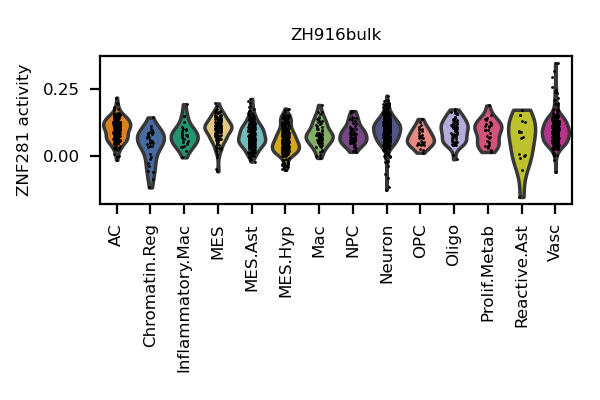 ZH916bulk
ZNF281 activity
0.25
0.00
AC
Chromatin.Reg
Inflammatory.Mac
MES
MES.Ast
MES.Hyp
Mac
NPC
Neuron
OPC
Oligo
Prolif.Metab
Reactive.Ast
Vasc